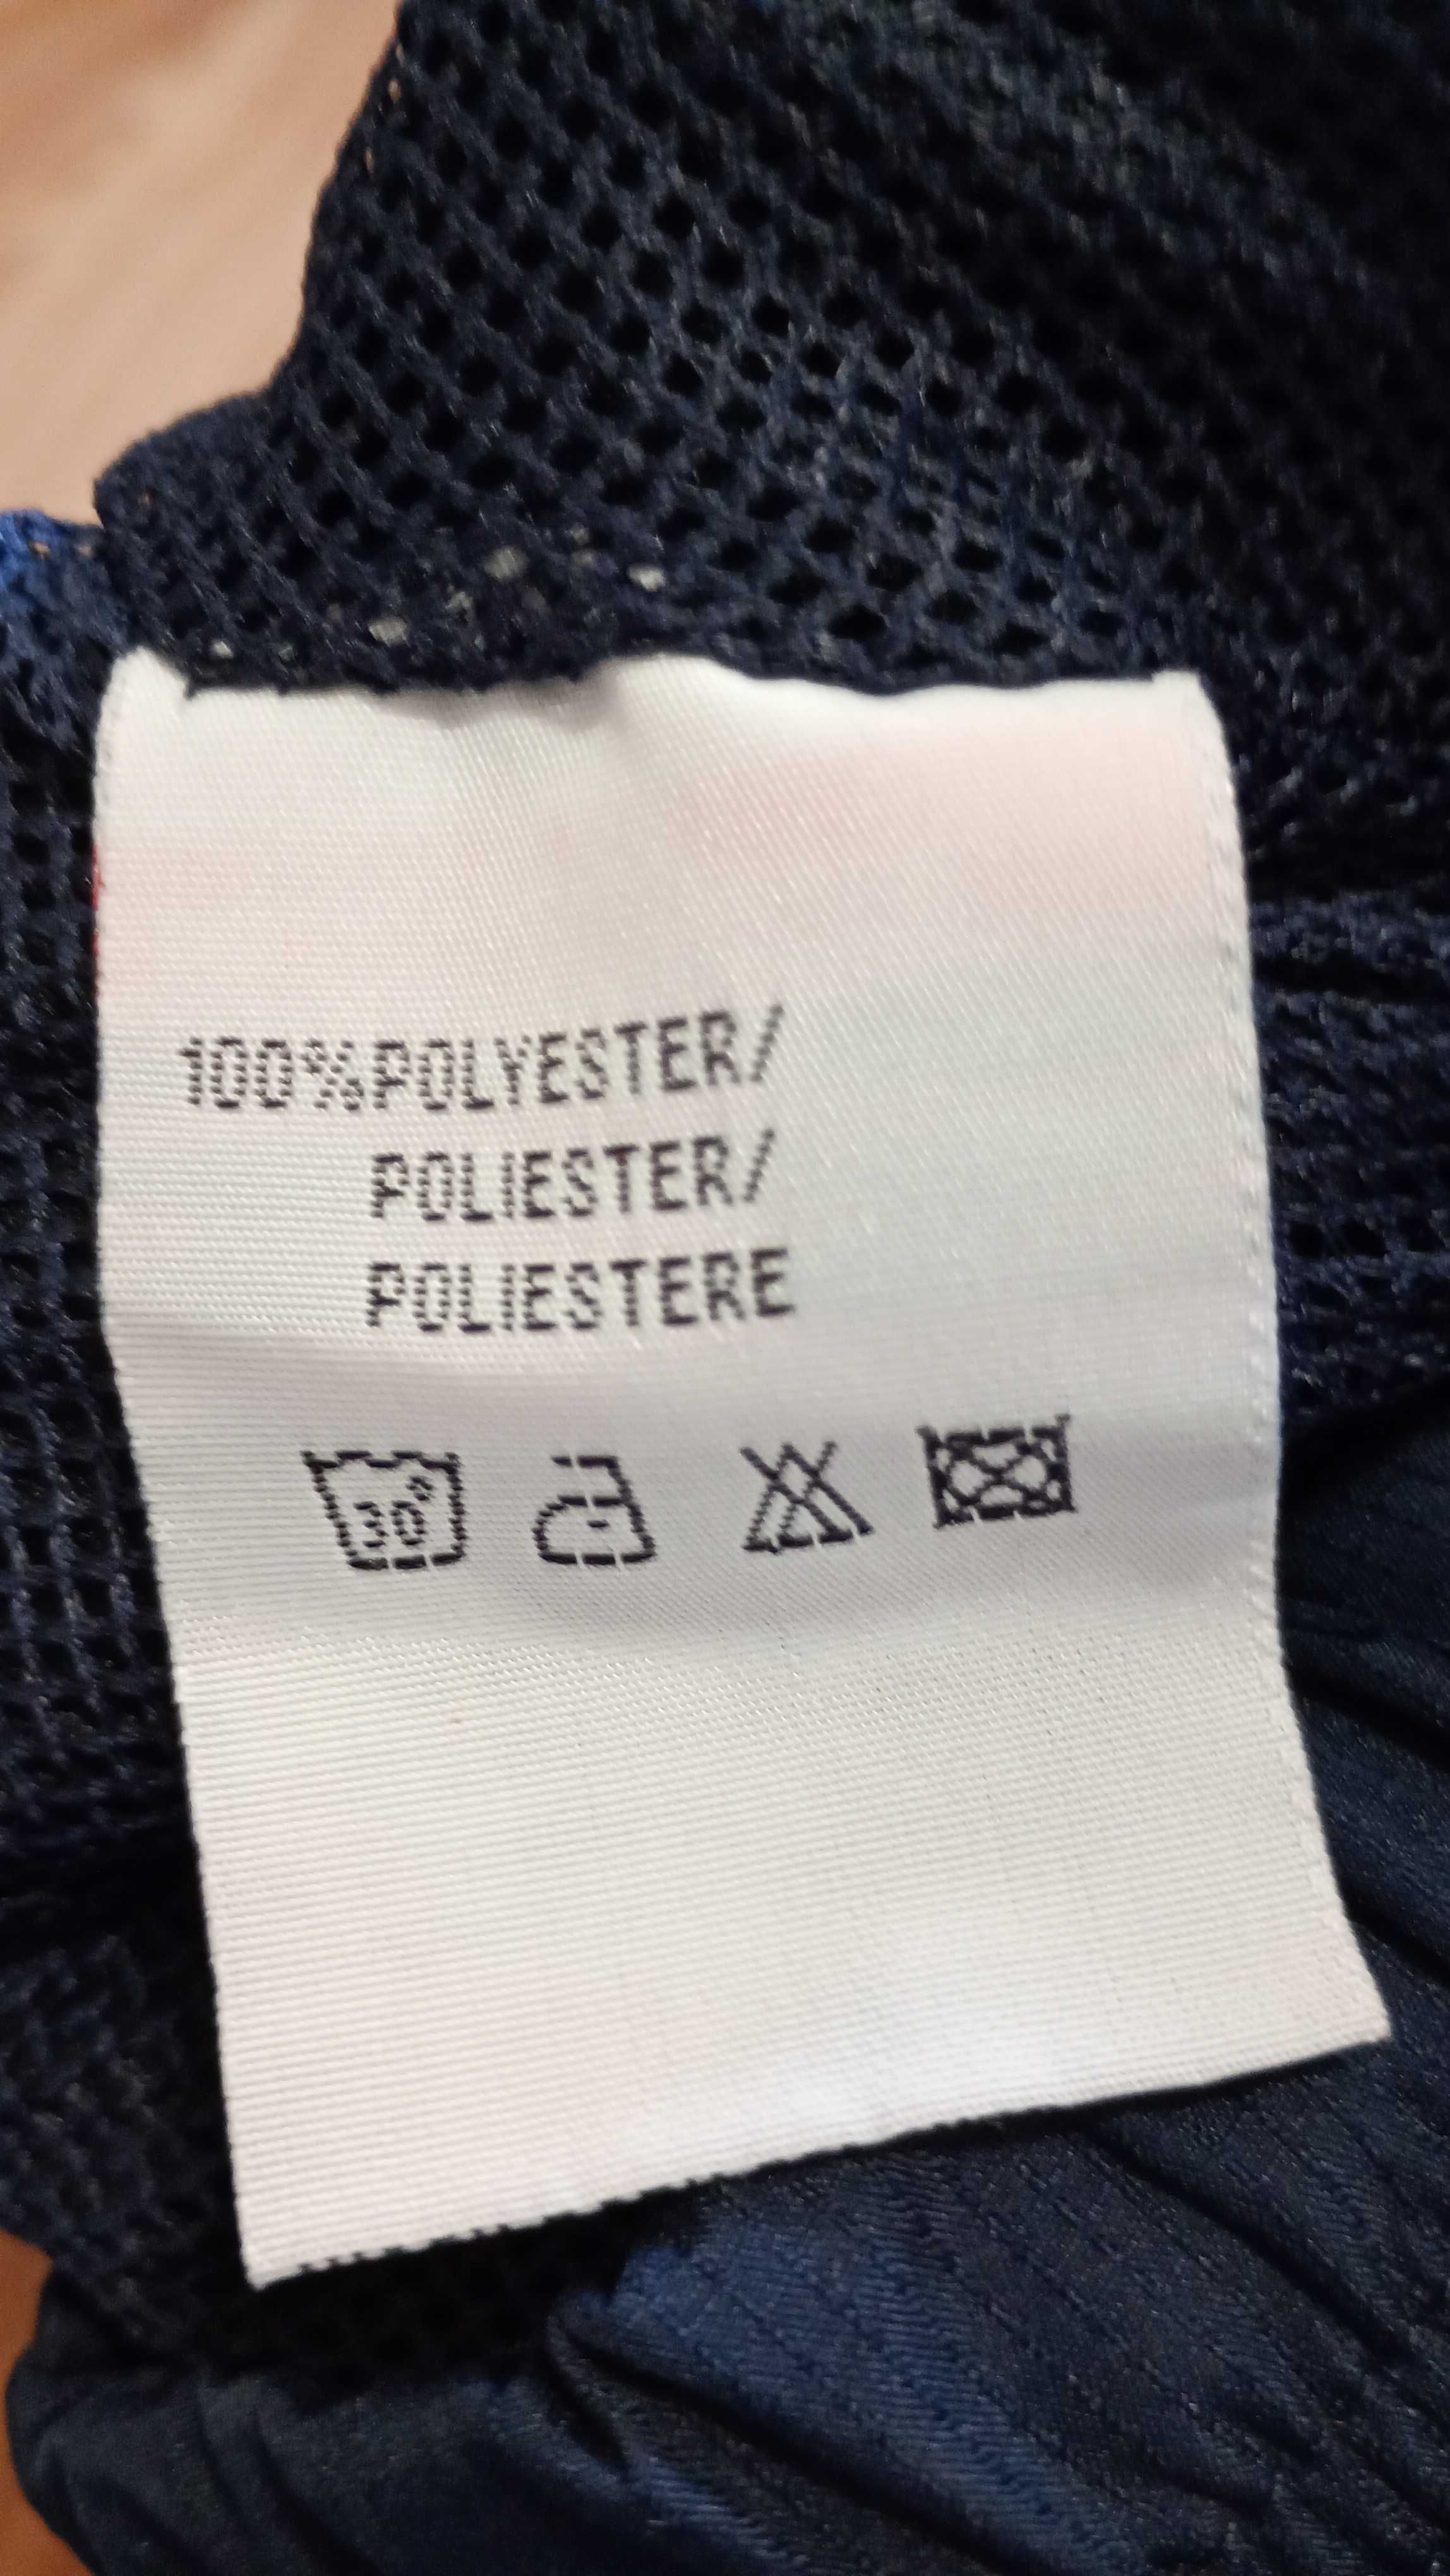 100%POLYESTER/
POLIESTER/
POLIESTERE
30°